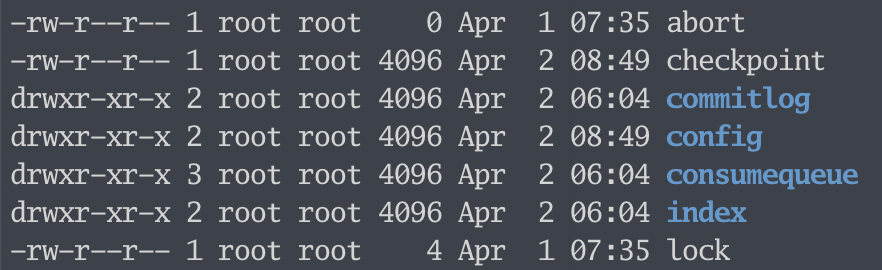 -rw-r--r-- 1 root root    0 Apr  1 07:35 abort
-rw-r--r-- 1 root root 4096 Apr  2 08:49 checkpoint
drwxr-xr-x 2 root root 4096 Apr  2 06:04 commitlog
drwxr-xr-x 2 root root 4096 Apr  2 08:49 config
drwxr-xr-x 3 root root 4096 Apr  2 06:04 consumequeue
drwxr-xr-x 2 root root 4096 Apr  2 06:04 index
-rw-r--r-- 1 root root    4 Apr  1 07:35 lock